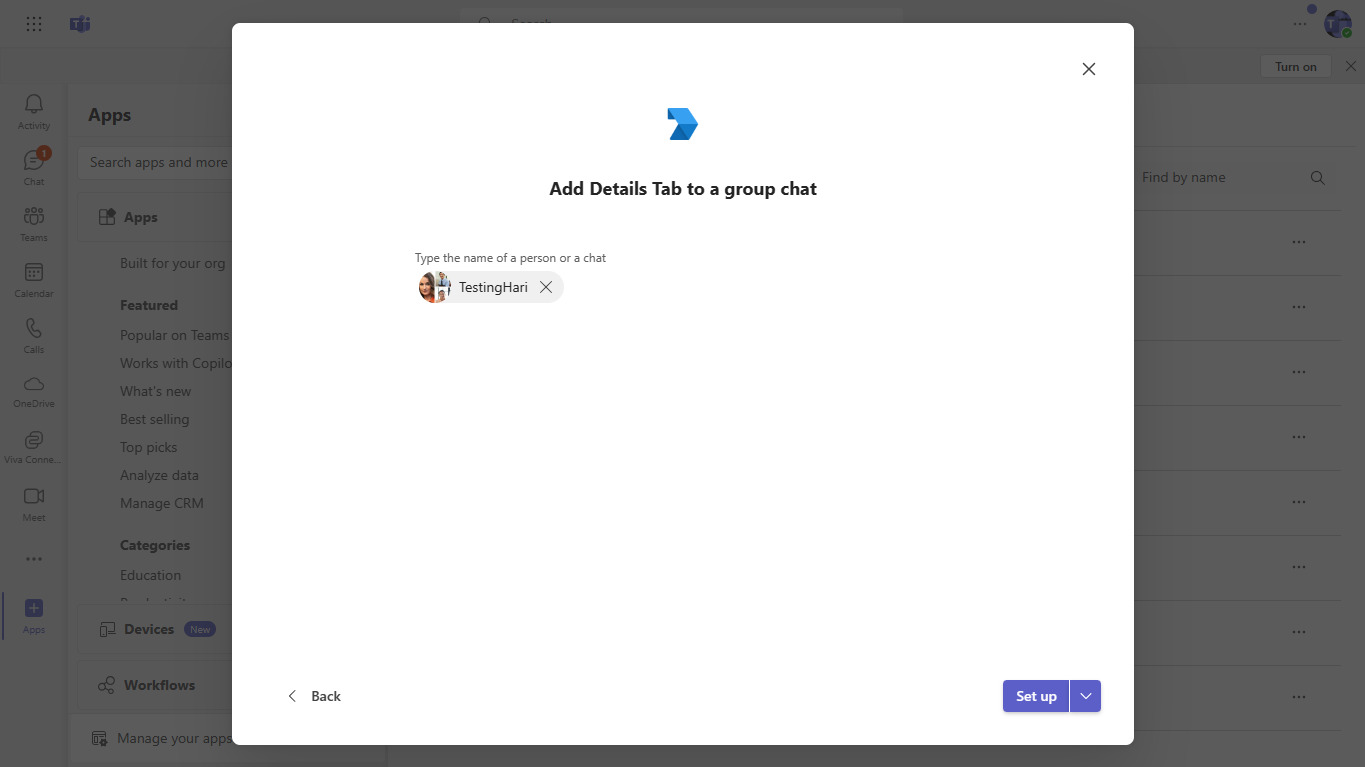 Search
Turn on
Activity
1
Chat
Teams
Calendar
Calls
OneDrive
Viva Conne...
Meet
Apps
Apps
Search apps and more
Apps
Built for your org
Featured
Popular on Teams
Works with Copilo
What's new
Best selling
Top picks
Analyze data
Manage CRM
Categories
Education
Devices New
Workflows
Manage your apps
Find by name
Add Details Tab to a group chat
Type the name of a person or a chat
TestingHari
Back
Set up